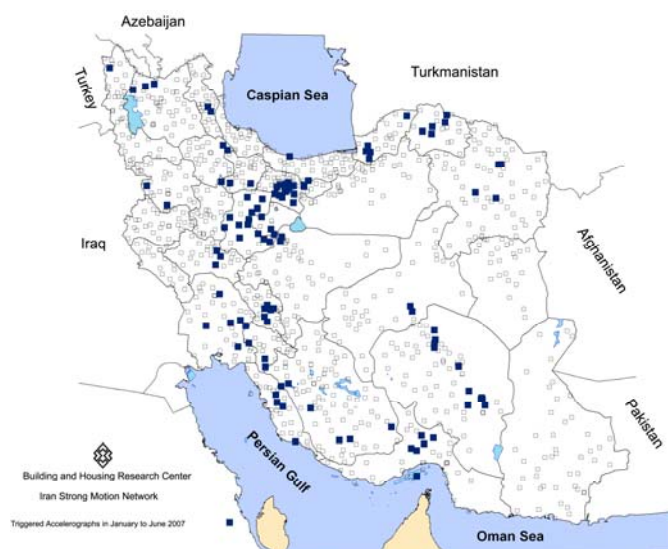 Azebaijan
Turkey
Caspian Sea
Turkmanistan
Iraq
Afghanistan
Pakistan
Persian Gulf
Building and Housing Research Center
Iran Strong Motion Network
Triggered Accelerographs in January to June 2007
Oman Sea